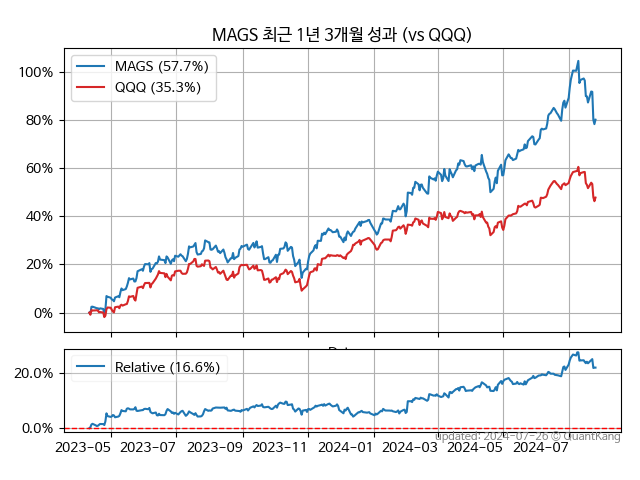 MAGS 최근 1년 3개월 성과 (vs QQQ)
MAGS (57.7%)
QQQ (35.3%)
100%
80%
60%
40%
20%
0%
Relative (16.6%)
20.0%
0.0%
2023-05 2023-07 2023-09 2023-11 2024-01 2024-03 2024-05 2024-07
Updated: 2024-07-26 © QuantKang